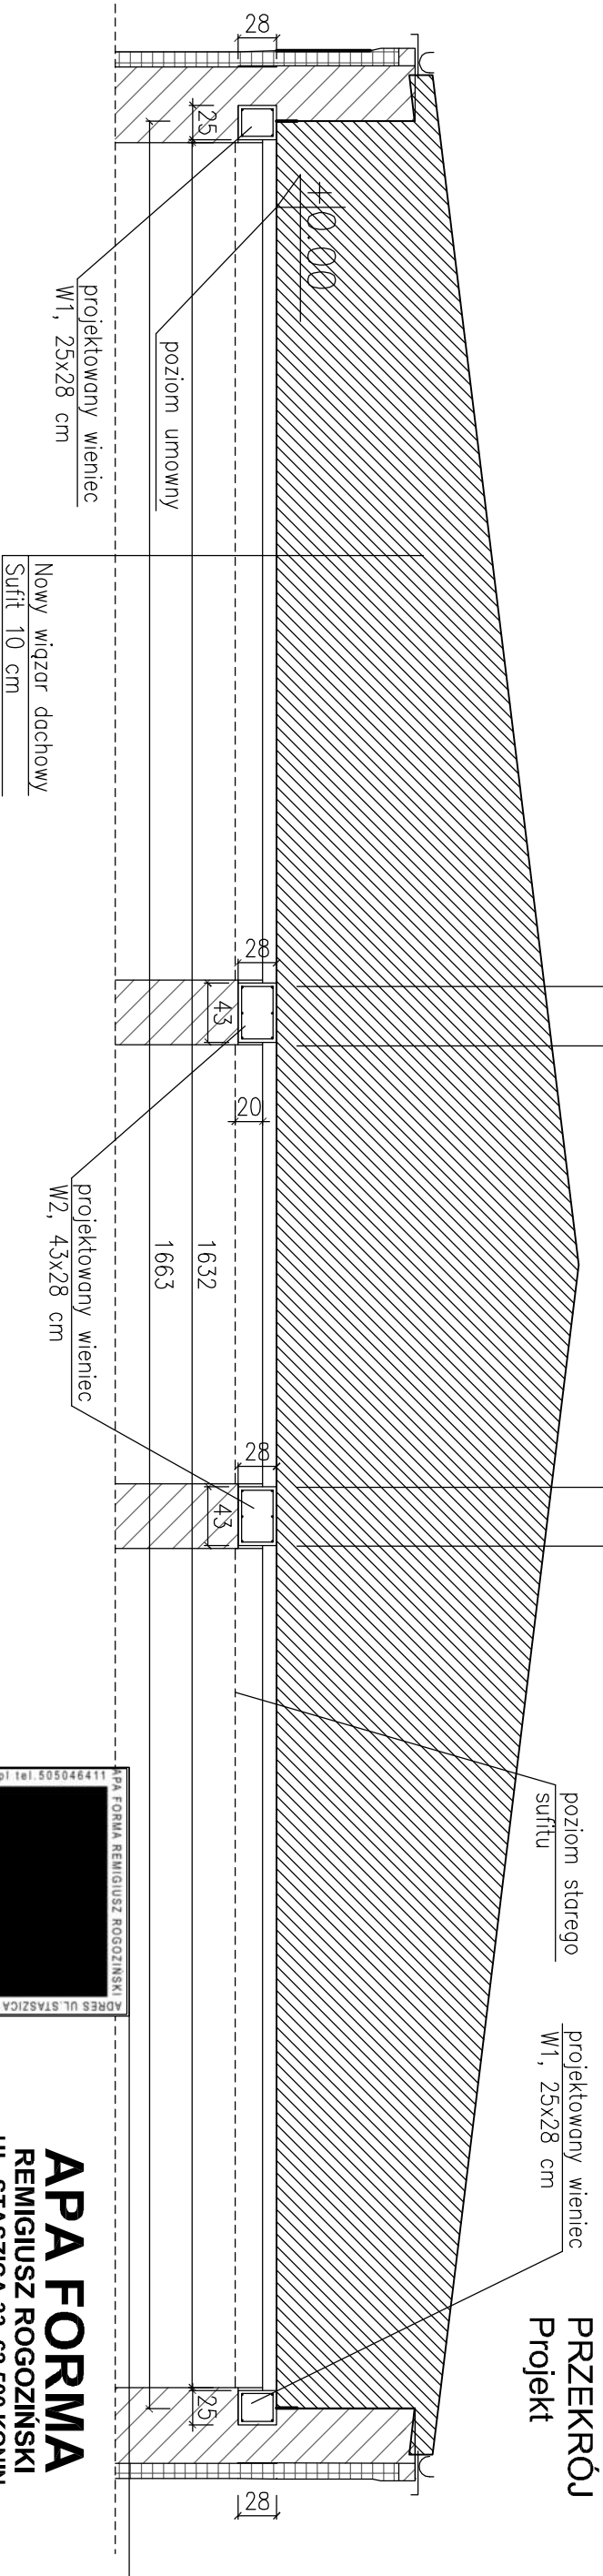 PRZEKRÓJ
Projekt
28
25
±0.00
poziom umowny
projektowany wieniec
W1, 25x28 cm
Nowy wiązar dachowy
Sufit 10 cm
28
43
20
projektowany wieniec
W2, 43x28 cm
1632
1663
28
43
poziom starego
sufitu
projektowany wieniec
W1, 25x28 cm
25
28
APA FORMA REMIGIUSZ ROGOZIŃSKI
ADRES UL.STASZICA
pl tel.505046411
APA FORMA
REMIGIUSZ ROGOZIŃSKI